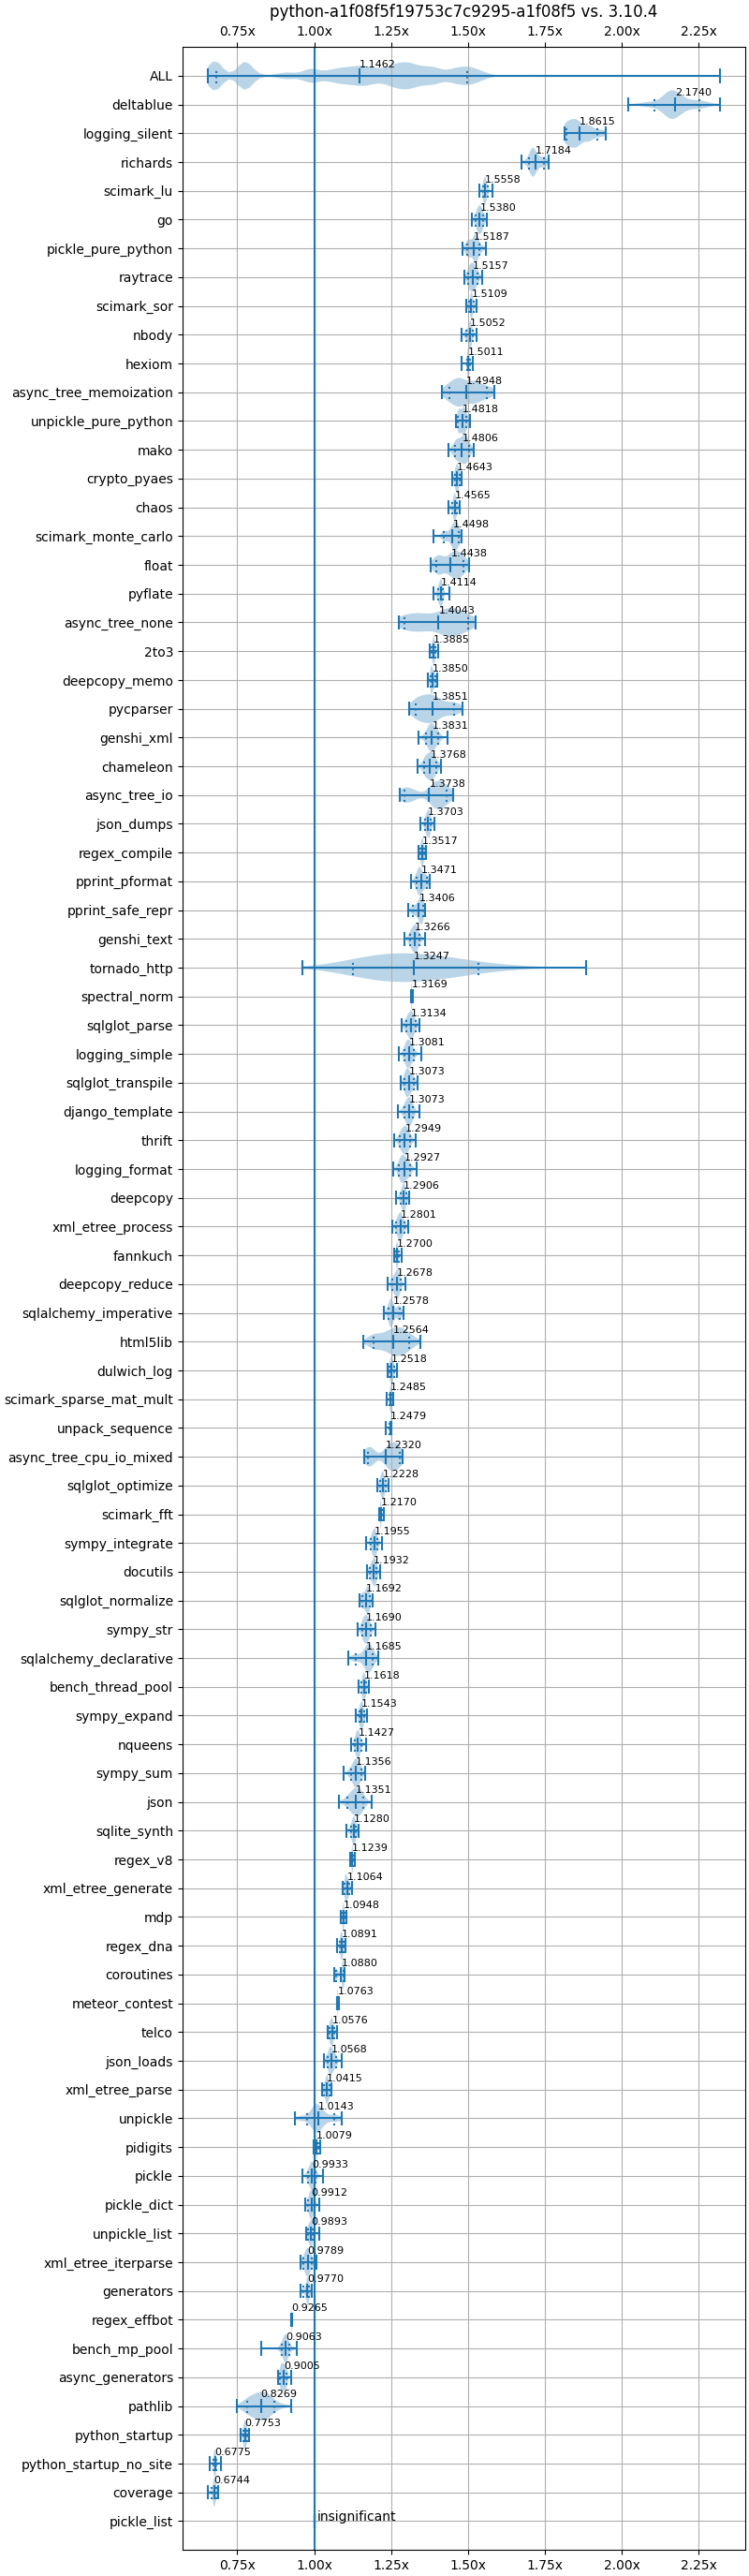 python-a1f08f5f19753c7c9295-a1f08f5 vs. 3.10.4
0.75x 1.00x 1.25x 1.50x 1.75x 2.00x 2.25x
ALL 1.1462
deltablue 2.1740
logging_silent 1.8615
richards 1.7184
scimark_lu 1.5558
go 1.5380
pickle_pure_python 1.5187
raytrace 1.5157
scimark_sor 1.5109
nbody 1.5052
hexiom 1.5011
async_tree_memoization 1.4948
unpickle_pure_python 1.4818
mako 1.4806
crypto_pyaes 1.4643
chaos 1.4565
scimark_monte_carlo 1.4498
float 1.4438
pyflate 1.4114
async_tree_none 1.4043
2to3 1.3885
deepcopy_memo 1.3850
pycparser 1.3851
genshi_xml 1.3831
chameleon 1.3768
async_tree_io 1.3738
json_dumps 1.3703
regex_compile 1.3517
pprint_pformat 1.3471
pprint_safe_repr 1.3406
genshi_text 1.3266
tornado_http 1.3247
spectral_norm 1.3169
sqlglot_parse 1.3134
logging_simple 1.3081
sqlglot_transpile 1.3073
django_template 1.3073
thrift 1.2949
logging_format 1.2927
deepcopy 1.2906
xml_etree_process 1.2801
fannkuch 1.2700
deepcopy_reduce 1.2678
sqlalchemy_imperative 1.2578
html5lib 1.2564
dulwich_log 1.2518
scimark_sparse_mat_mult 1.2485
unpack_sequence 1.2479
async_tree_cpu_io_mixed 1.2320
sqlglot_optimize 1.2228
scimark_fft 1.2170
sympy_integrate 1.1955
docutils 1.1932
sqlglot_normalize 1.1692
sympy_str 1.1690
sqlalchemy_declarative 1.1685
bench_thread_pool 1.1618
sympy_expand 1.1543
nqueens 1.1427
sympy_sum 1.1356
json 1.1351
sqlite_synth 1.1280
regex_v8 1.1239
xml_etree_generate 1.1064
mdp 1.0948
regex_dna 1.0891
coroutines 1.0880
meteor_contest 1.0763
telco 1.0576
json_loads 1.0568
xml_etree_parse 1.0415
unpickle 1.0143
pidigits 1.0079
pickle 0.9933
pickle_dict 0.9912
unpickle_list 0.9893
xml_etree_iterparse 0.9789
generators 0.9770
regex_effbot 0.9265
bench_mp_pool 0.9063
async_generators 0.9005
pathlib 0.8269
python_startup 0.7753
python_startup_no_site 0.6775
coverage 0.6744
pickle_list insignificant
0.75x 1.00x 1.25x 1.50x 1.75x 2.00x 2.25x